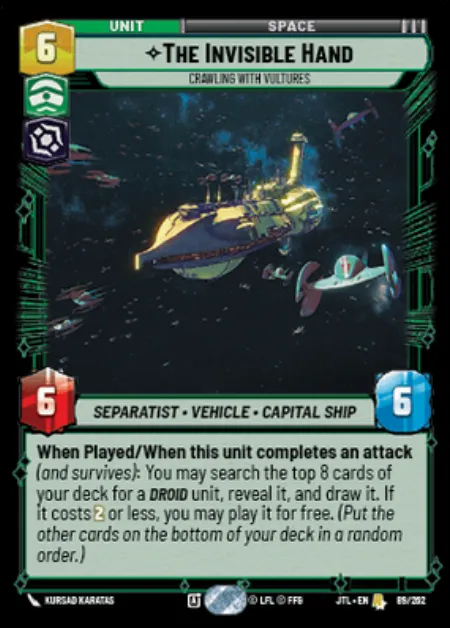 UNIT SPACE
6
THE INVISIBLE HAND
CRAWLING WITH VULTURES
6
SEPARATIST • VEHICLE • CAPITAL SHIP
6
When Played/When this unit completes an attack
(and survives): You may search the top 8 cards of
your deck for a DROID unit, reveal it, and draw it. If
it costs 2 or less, you may play it for free. (Put the
other cards on the bottom of your deck in a random
order.)
KURSAD KARATAS A © LFL © FFG JTL • EN 89/262